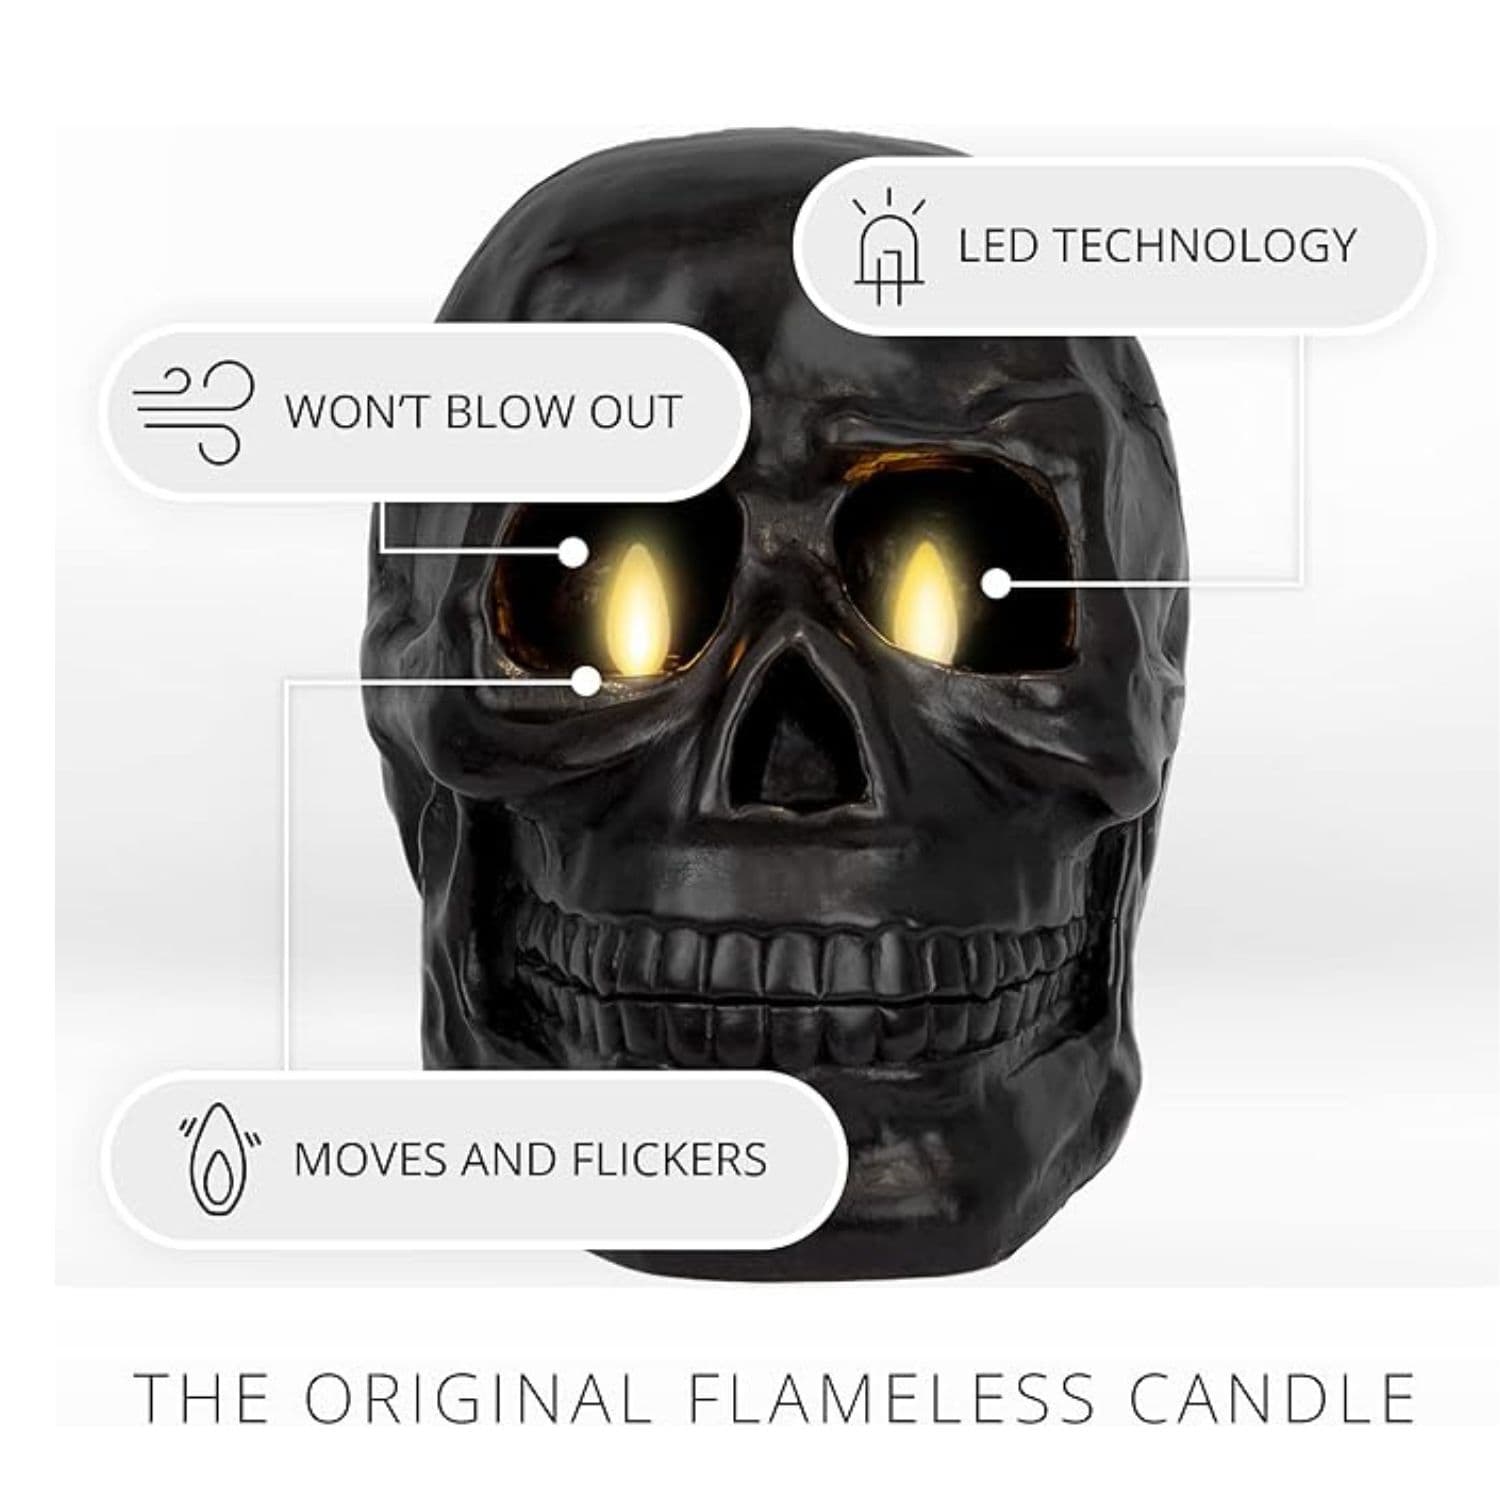 LED TECHNOLOGY
WON'T BLOW OUT
MOVES AND FLICKERS
THE ORIGINAL FLAMELESS CANDLE